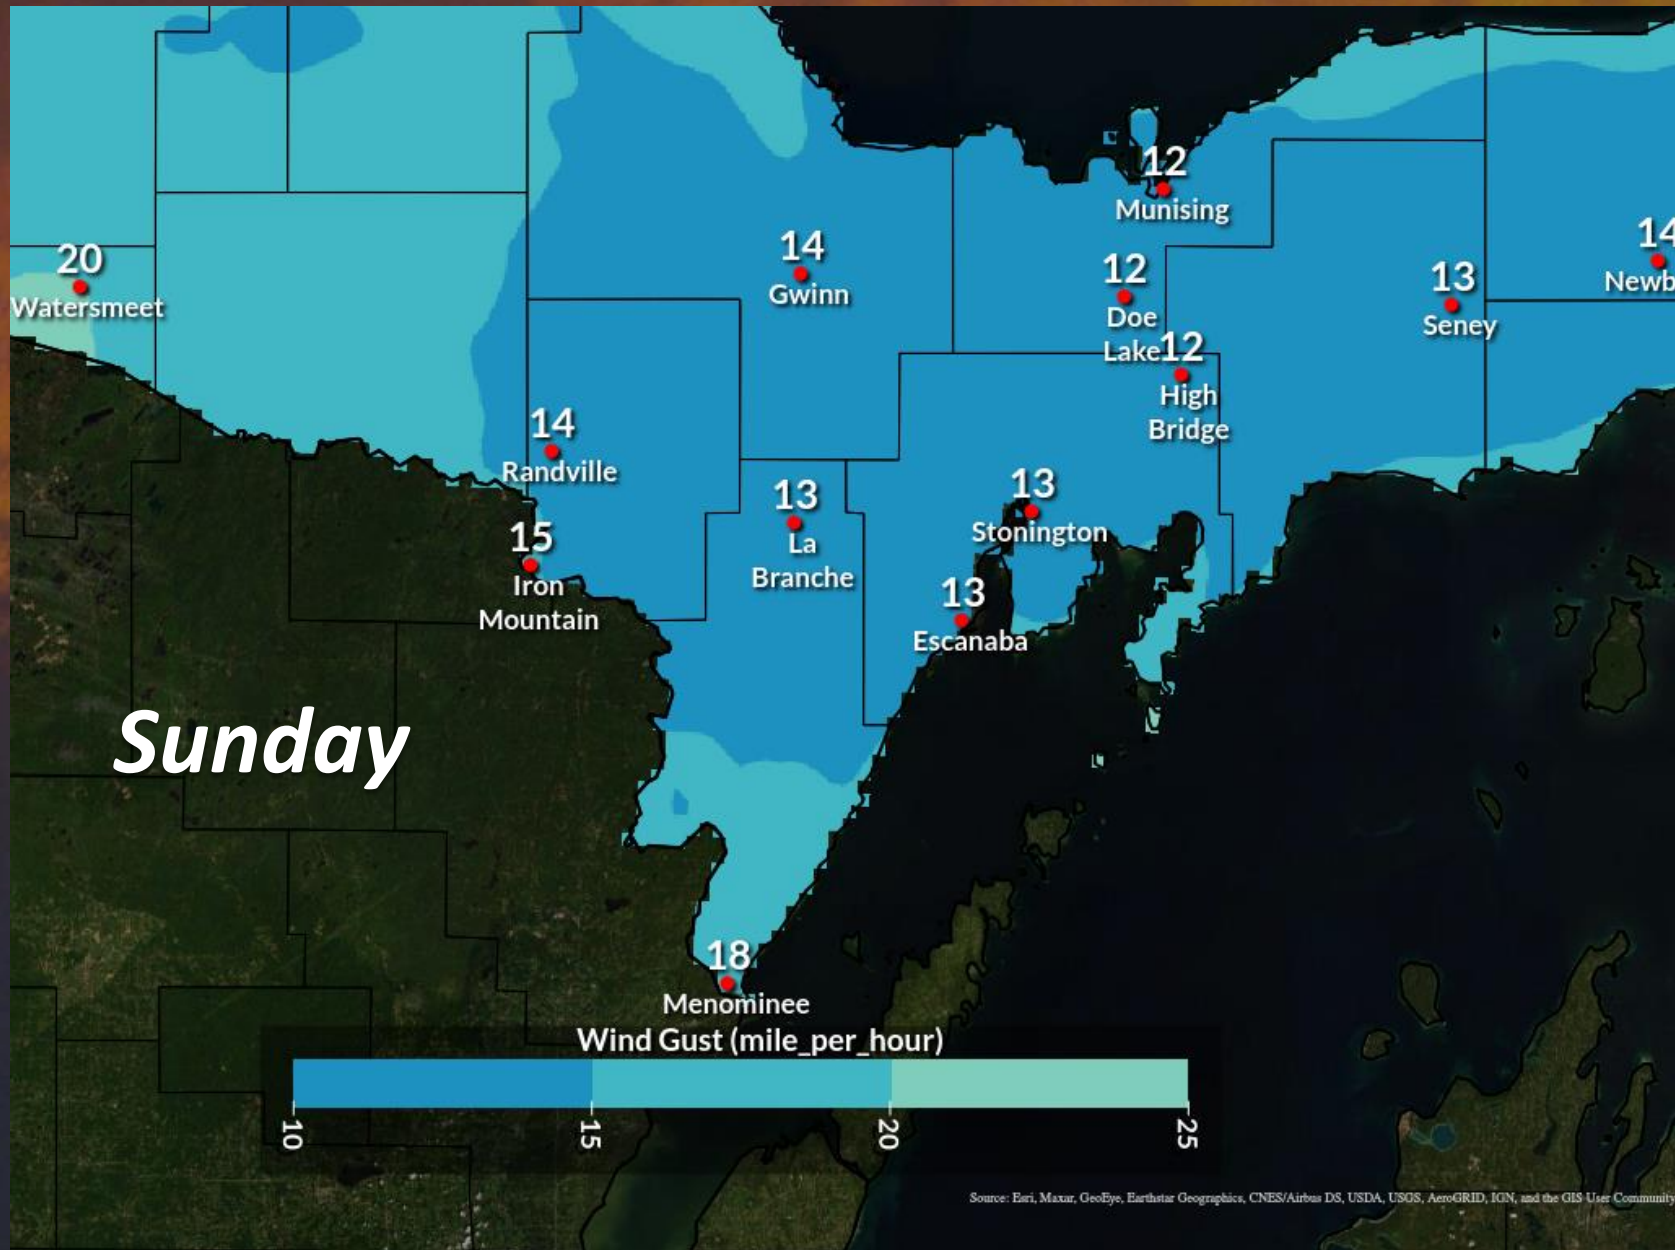 12
Munising
14
Newb
14
Gwinn
20
Watersmeet
12
Doe
Lake
13
Seney
12
High
Bridge
14
Randville
13
La
Branche
13
Stonington
15
Iron
Mountain
13
Escanaba
Sunday
18
Menominee
Wind Gust (mile_per_hour)
10
15
20
25
Source: Esri, Maxar, GeoEye, Earthstar Geographics, CNES/Airbus DS, USDA, USGS, AeroGRID, IGN, and the GIS User Community